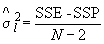 σ̂ₗ² = (SSE - SSP) / (N - 2)